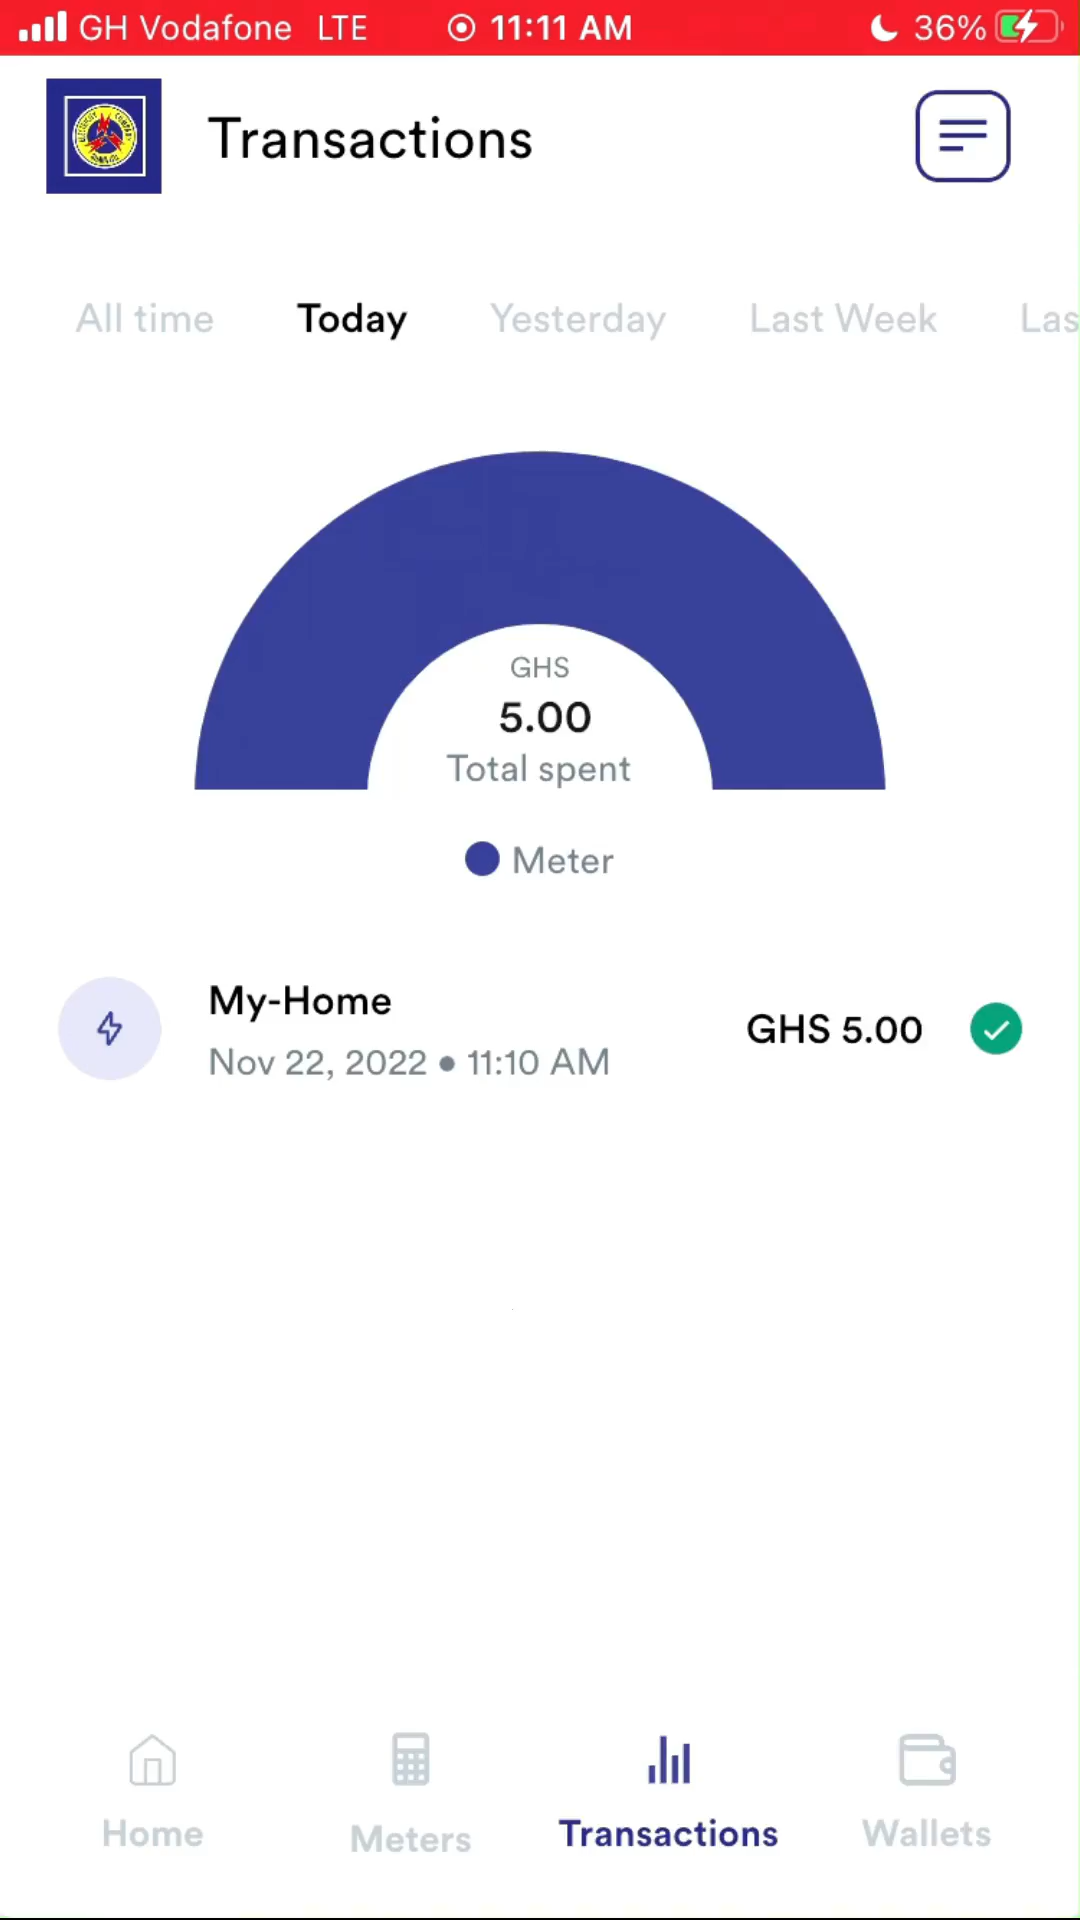 GH Vodafone LTE 11:11 AM 36%
Transactions
All time Today Yesterday Last Week Las
GHS
5.00
Total spent
Meter
My-Home
Nov 22, 2022 • 11:10 AM
GHS 5.00
Home Meters Transactions Wallets